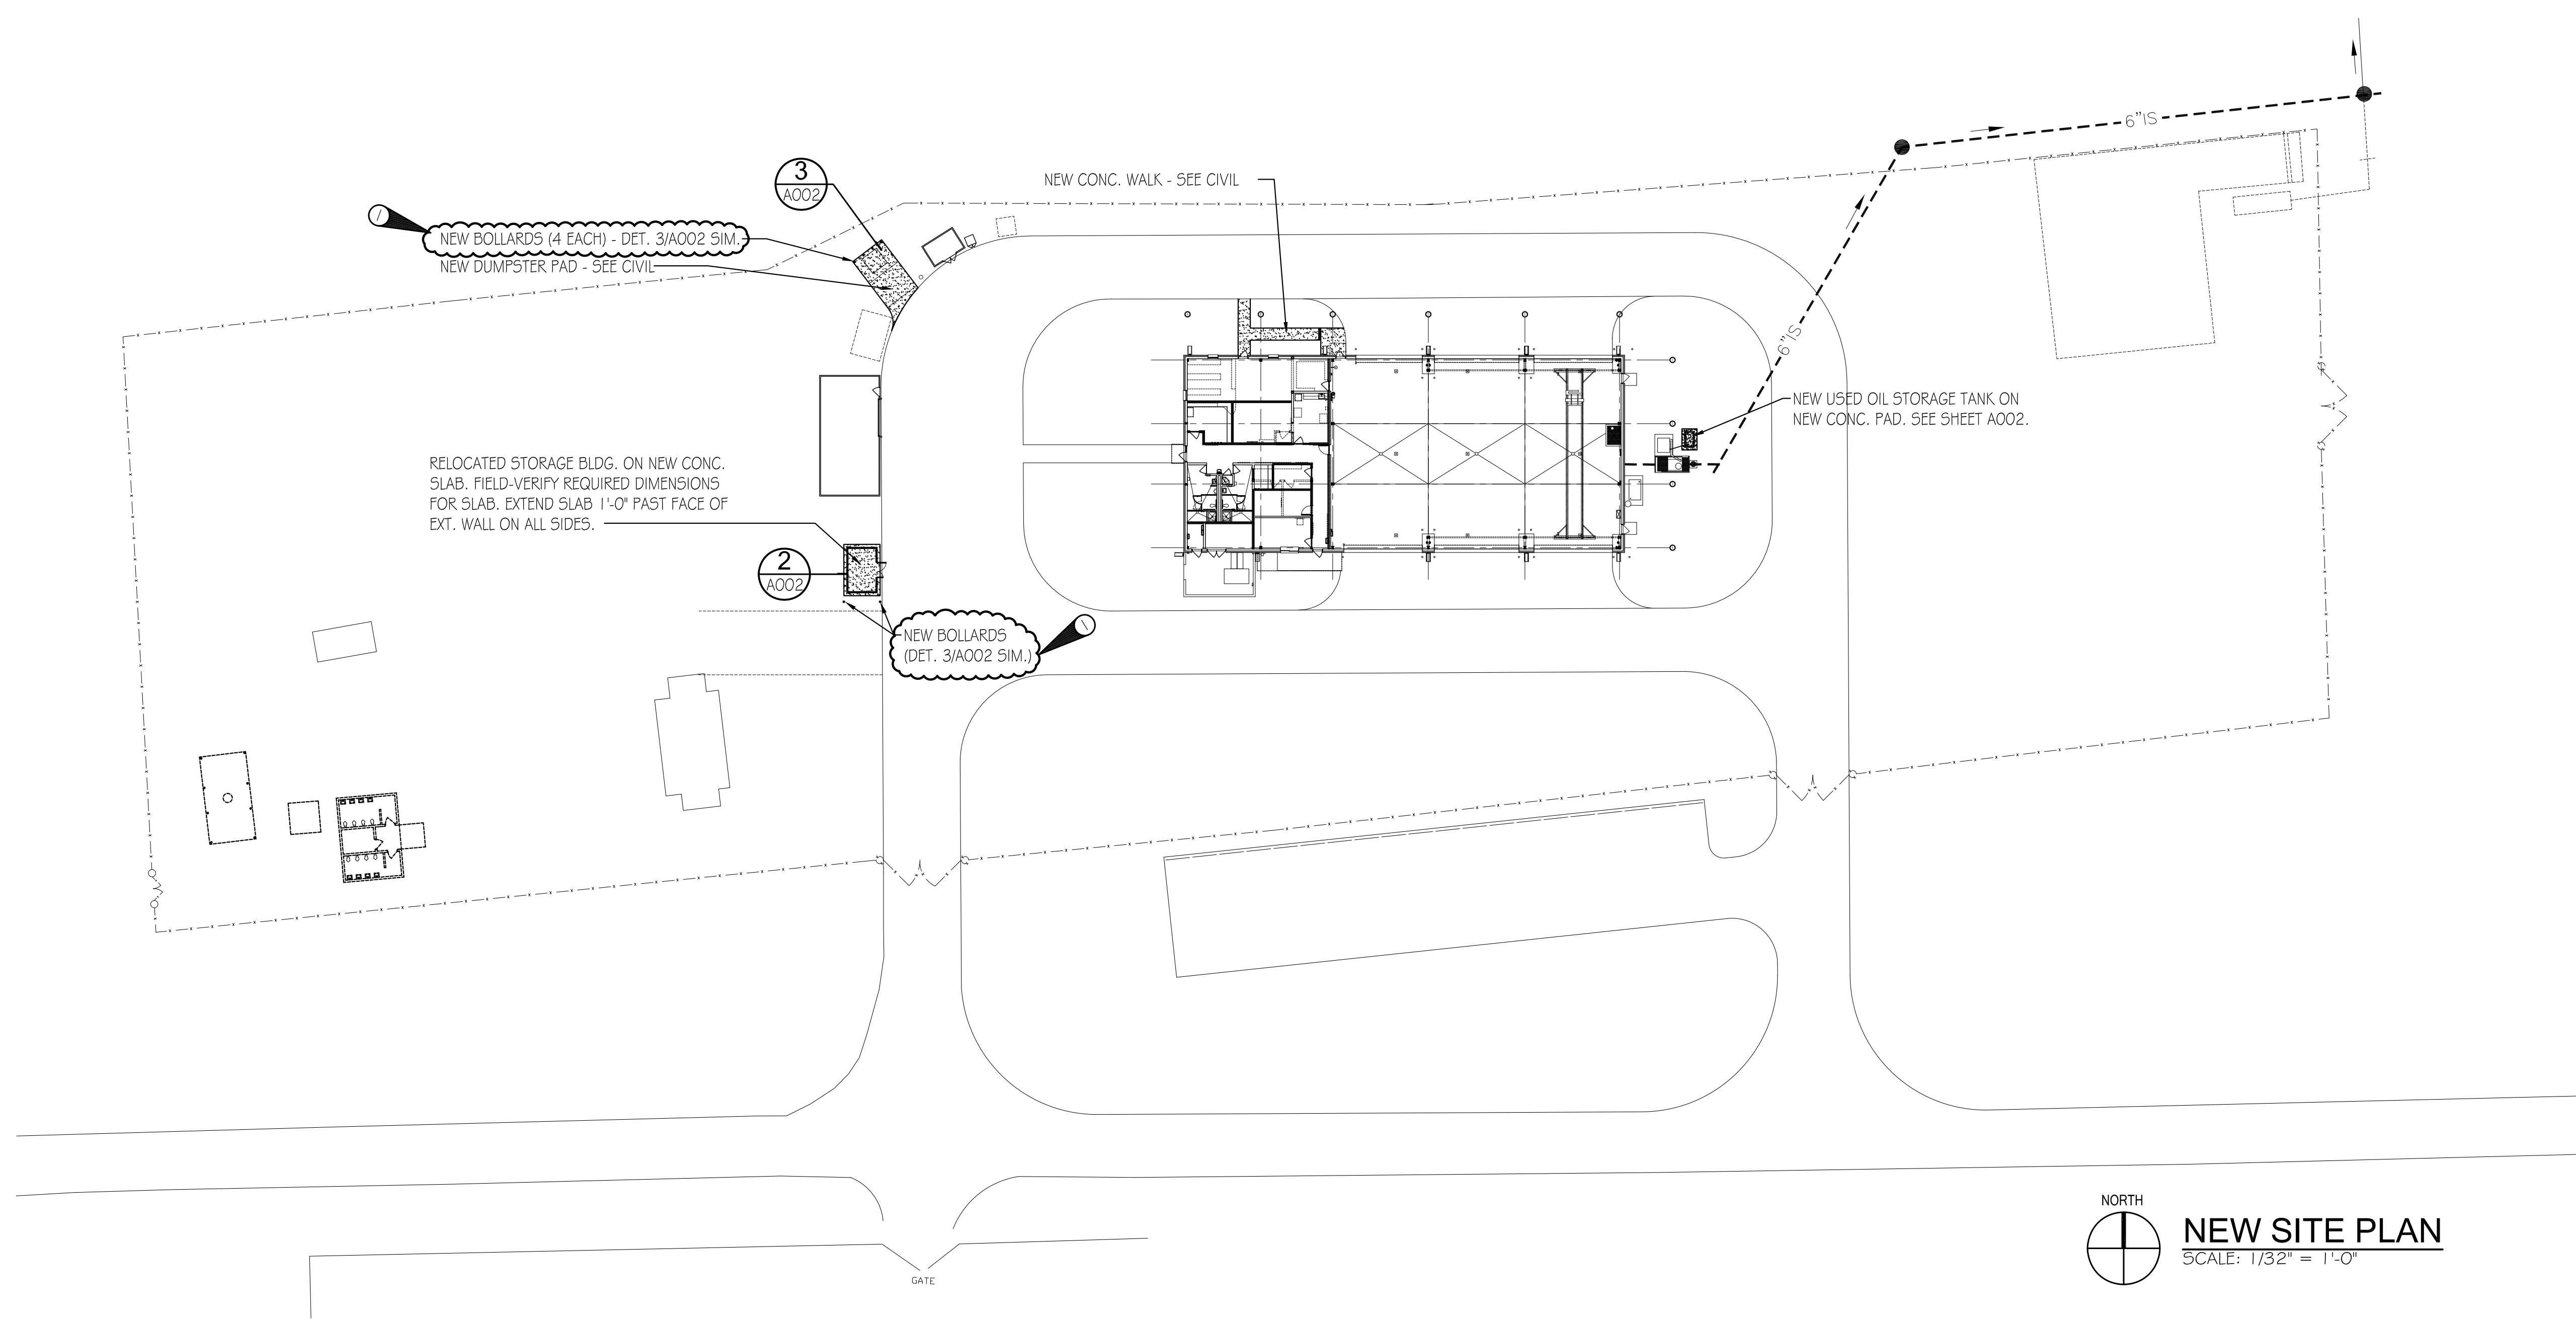 6"IS
3
A002
NEW CONC. WALK - SEE CIVIL
NEW BOLLARDS (4 EACH) - DET. 3/A002 SIM.
NEW DUMPSTER PAD - SEE CIVIL
6"IS
NEW USED OIL STORAGE TANK ON
NEW CONC. PAD. SEE SHEET A002.
RELOCATED STORAGE BLDG. ON NEW CONC.
SLAB. FIELD-VERIFY REQUIRED DIMENSIONS
FOR SLAB. EXTEND SLAB 1'-0" PAST FACE OF
EXT. WALL ON ALL SIDES.
2
A002
NEW BOLLARDS
(DET. 3/A002 SIM.)
NORTH
NEW SITE PLAN
SCALE: 1/32" = 1'-0"
GATE